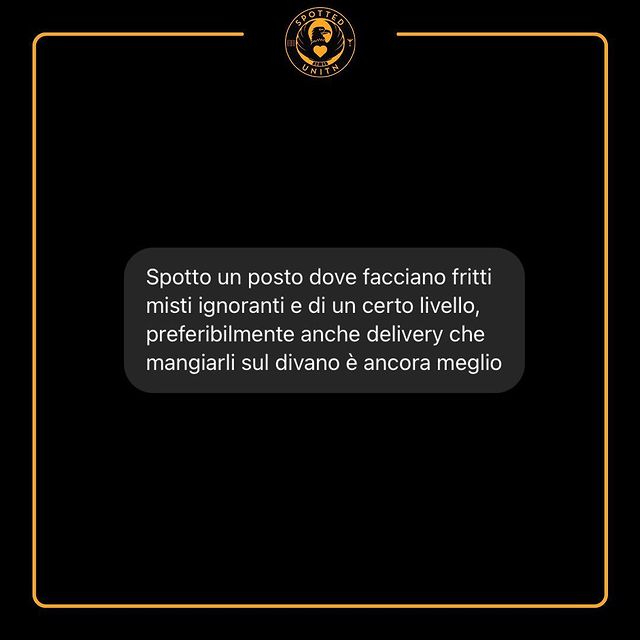 SPOTTED
UNITN
Spotto un posto dove facciano fritti
misti ignoranti e di un certo livello,
preferibilmente anche delivery che
mangiarli sul divano è ancora meglio